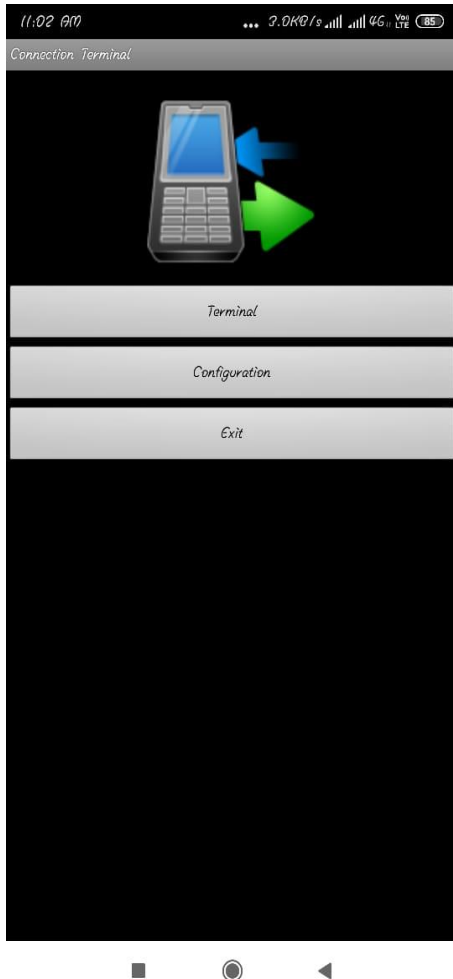 11:02 AM ... 3.0KB/s 4G Vo) LTE 85
Connection Terminal
Terminal
Configuration
Exit